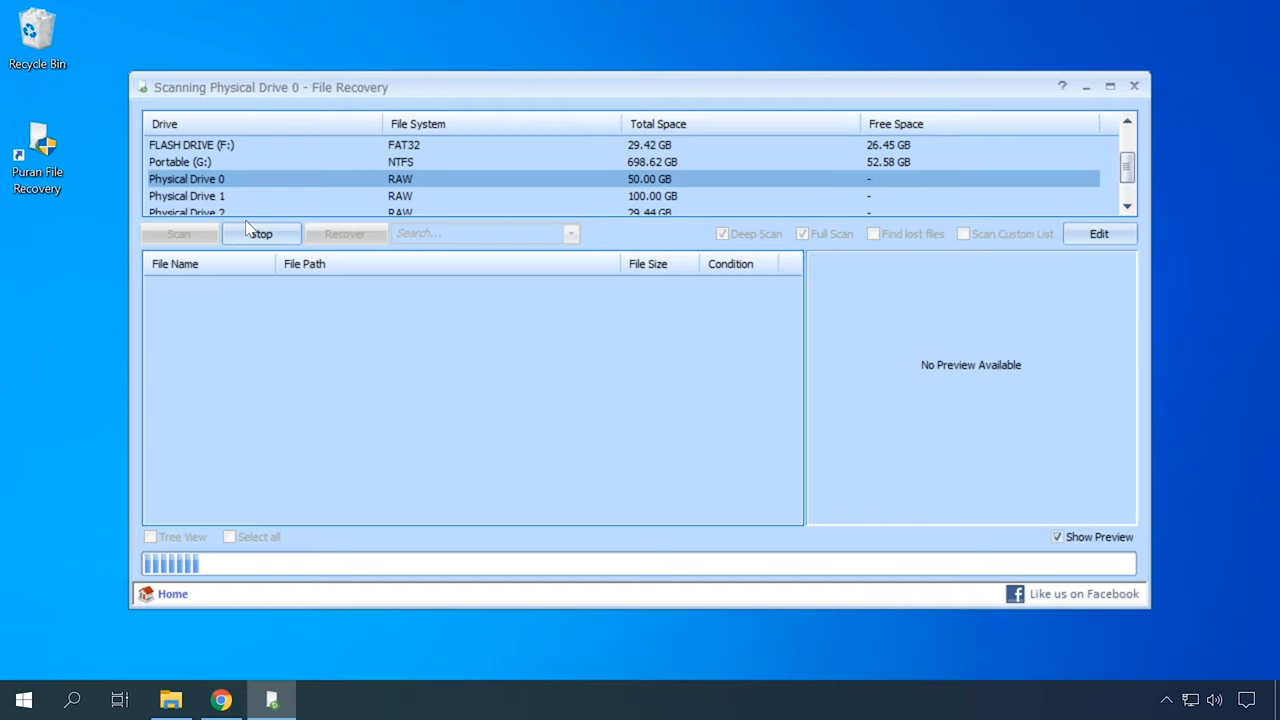 Recycle Bin
Puran File
Recovery
Scanning Physical Drive 0 - File Recovery
Drive File System Total Space Free Space
FLASH DRIVE (F:) FAT32 29.42 GB 26.45 GB
Portable (G:) NTFS 698.62 GB 52.58 GB
Physical Drive 0 RAW 50.00 GB -
Physical Drive 1 RAW 100.00 GB -
Physical Drive 2 RAW 29.44 GB -
Scan Stop Recover Search... Deep Scan Full Scan Find lost files Scan Custom List Edit
File Name File Path File Size Condition
No Preview Available
Tree View Select all Show Preview
Home Like us on Facebook